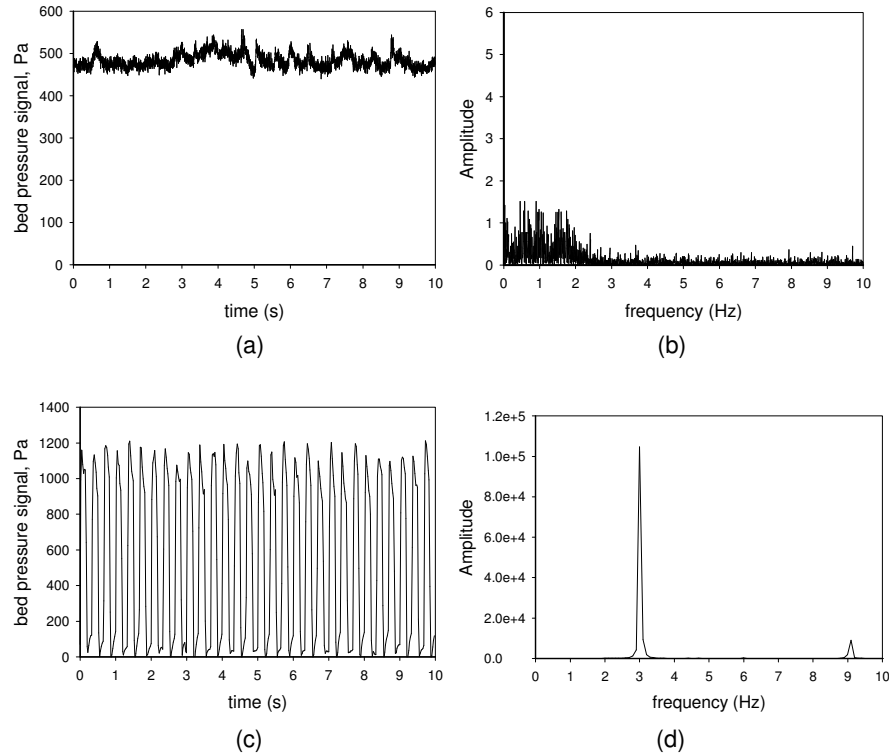 600
500
400
300
200
100
0
bed pressure signal, Pa
0 1 2 3 4 5 6 7 8 9 10
time (s)
(a)
6
5
4
3
2
1
0
Amplitude
0 1 2 3 4 5 6 7 8 9 10
frequency (Hz)
(b)
1400
1200
1000
800
600
400
200
0
bed pressure signal, Pa
0 1 2 3 4 5 6 7 8 9 10
time (s)
(c)
1.2e+5
1.0e+5
8.0e+4
6.0e+4
4.0e+4
2.0e+4
0.0
Amplitude
0 1 2 3 4 5 6 7 8 9 10
frequency (Hz)
(d)